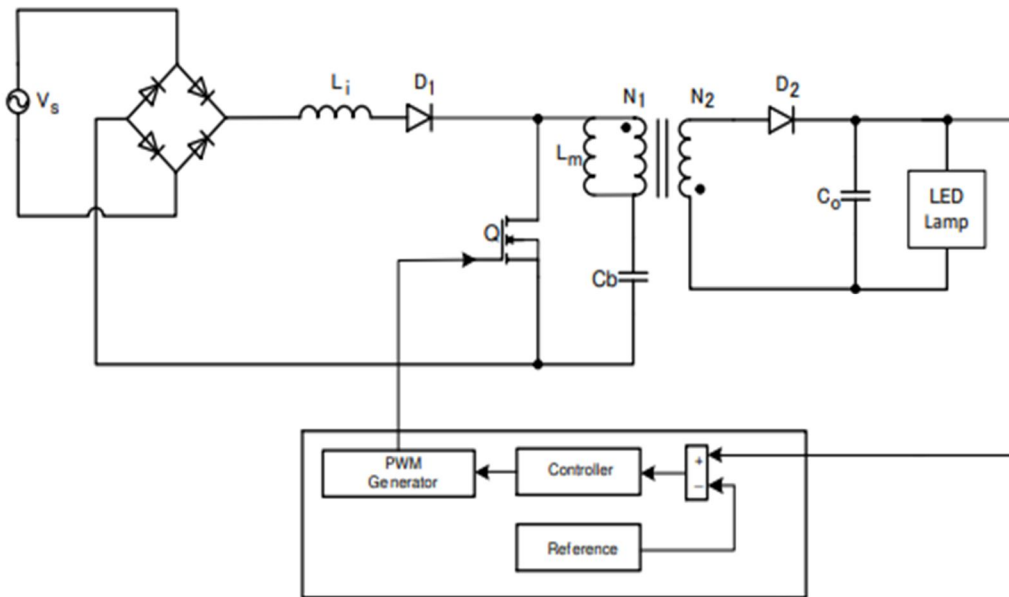 Vs
Li
D1
N1
N2
D2
Lm
Co
LED
Lamp
Q
Cb
PWM
Generator
Controller
+
−
Reference